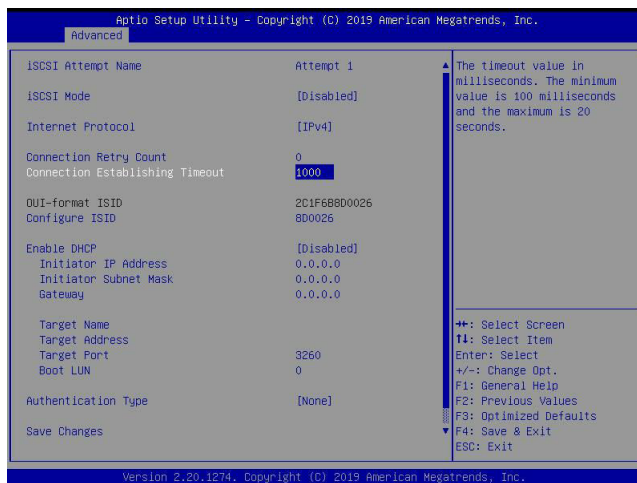 Aptio Setup Utility – Copyright (C) 2019 American Megatrends, Inc.
Advanced
iSCSI Attempt Name Attempt 1
iSCSI Mode [Disabled]
Internet Protocol [IPv4]
Connection Retry Count 0
Connection Establishing Timeout 1000
OUI-format ISID 2C1F6B8D0026
Configure ISID 8D0026
Enable DHCP [Disabled]
Initiator IP Address 0.0.0.0
Initiator Subnet Mask 0.0.0.0
Gateway 0.0.0.0
Target Name
Target Address
Target Port 3260
Boot LUN 0
Authentication Type [None]
Save Changes
The timeout value in
milliseconds. The minimum
value is 100 milliseconds
and the maximum is 20
seconds.
→←: Select Screen
↑↓: Select Item
Enter: Select
+/-: Change Opt.
F1: General Help
F2: Previous Values
F3: Optimized Defaults
F4: Save & Exit
ESC: Exit
Version 2.20.1274. Copyright (C) 2019 American Megatrends, Inc.